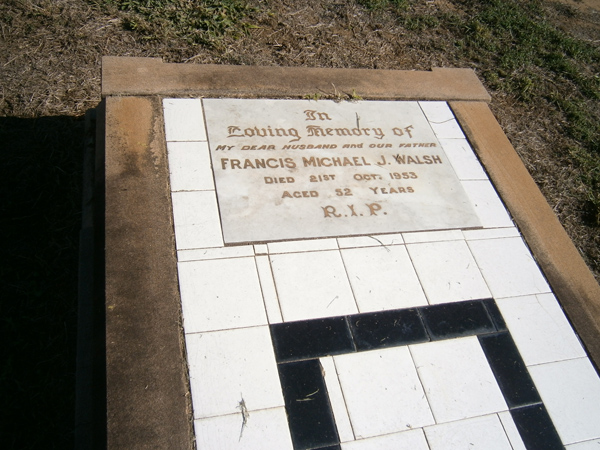 In
Loving Memory of
MY DEAR HUSBAND and OUR FATHER
FRANCIS MICHAEL J. WALSH
DIED 21ST OCT. 1953
AGED 52 YEARS
R.I.P.